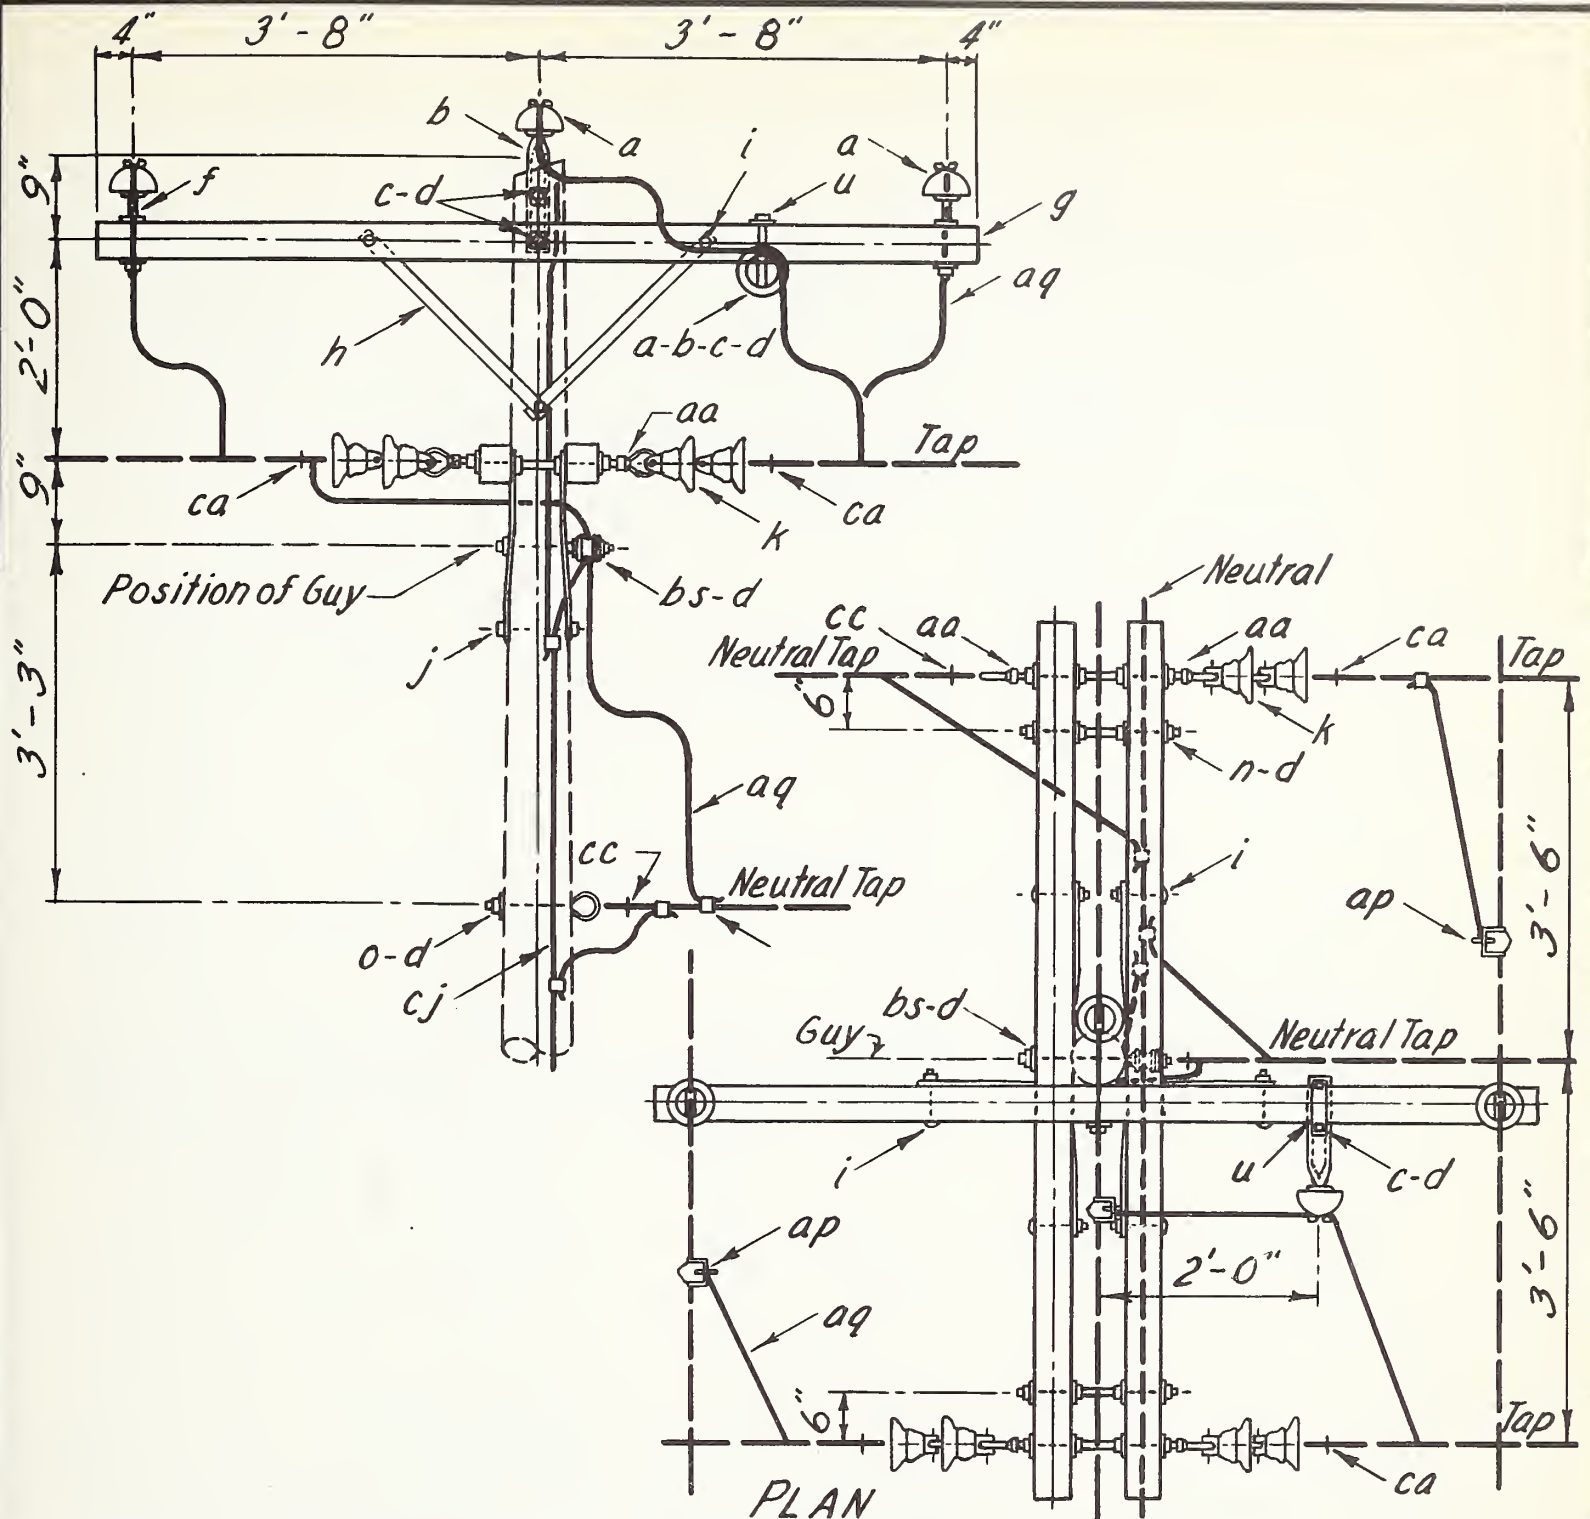 4" 3'-8" 3'-8" 4"
b a i a
9" f c-d u g
2'-0" h a-b-c-d aq
aa
Tap
9" ca k ca
Position of Guy bs-d
Neutral
j
cc aa aa ca
Neutral Tap Tap
6" k
n-d
3'-3" aq
cc Neutral Tap i
3'-6"
ap
o-d
cj
bs-d
Guy Neutral Tap
i u c-d
ap
2'-0" 3'-6"
aq
6"
Tap
ca
PLAN